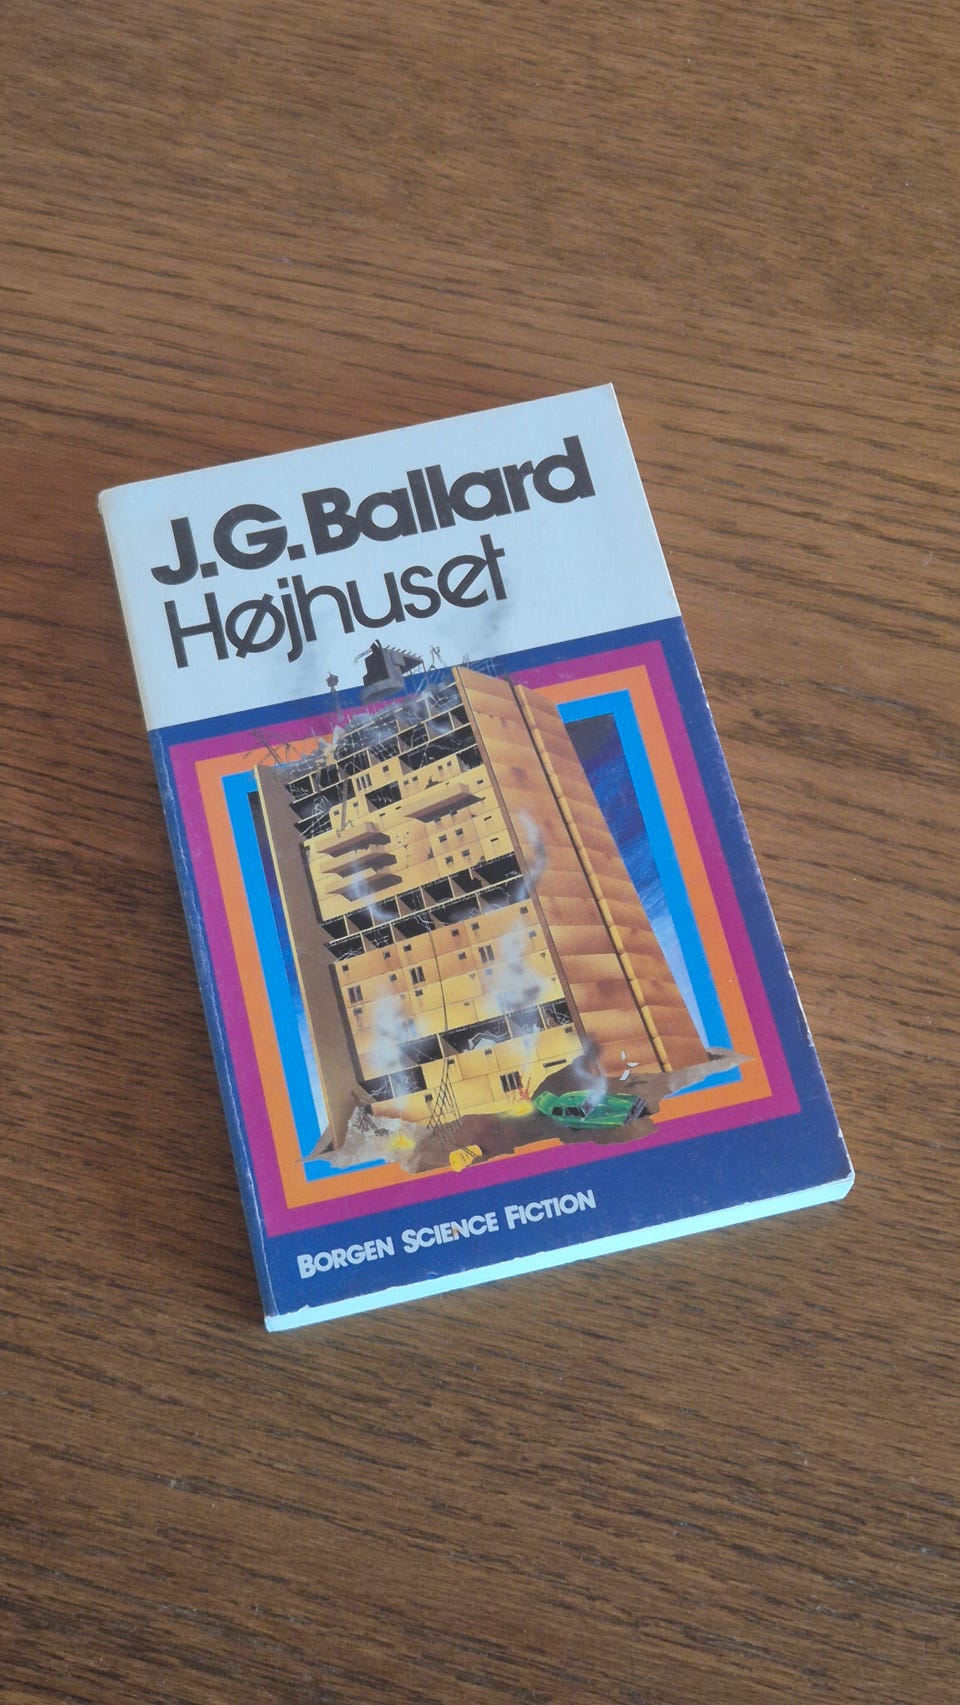 J.G. Ballard
Højhuset
BORGEN SCIENCE FICTION